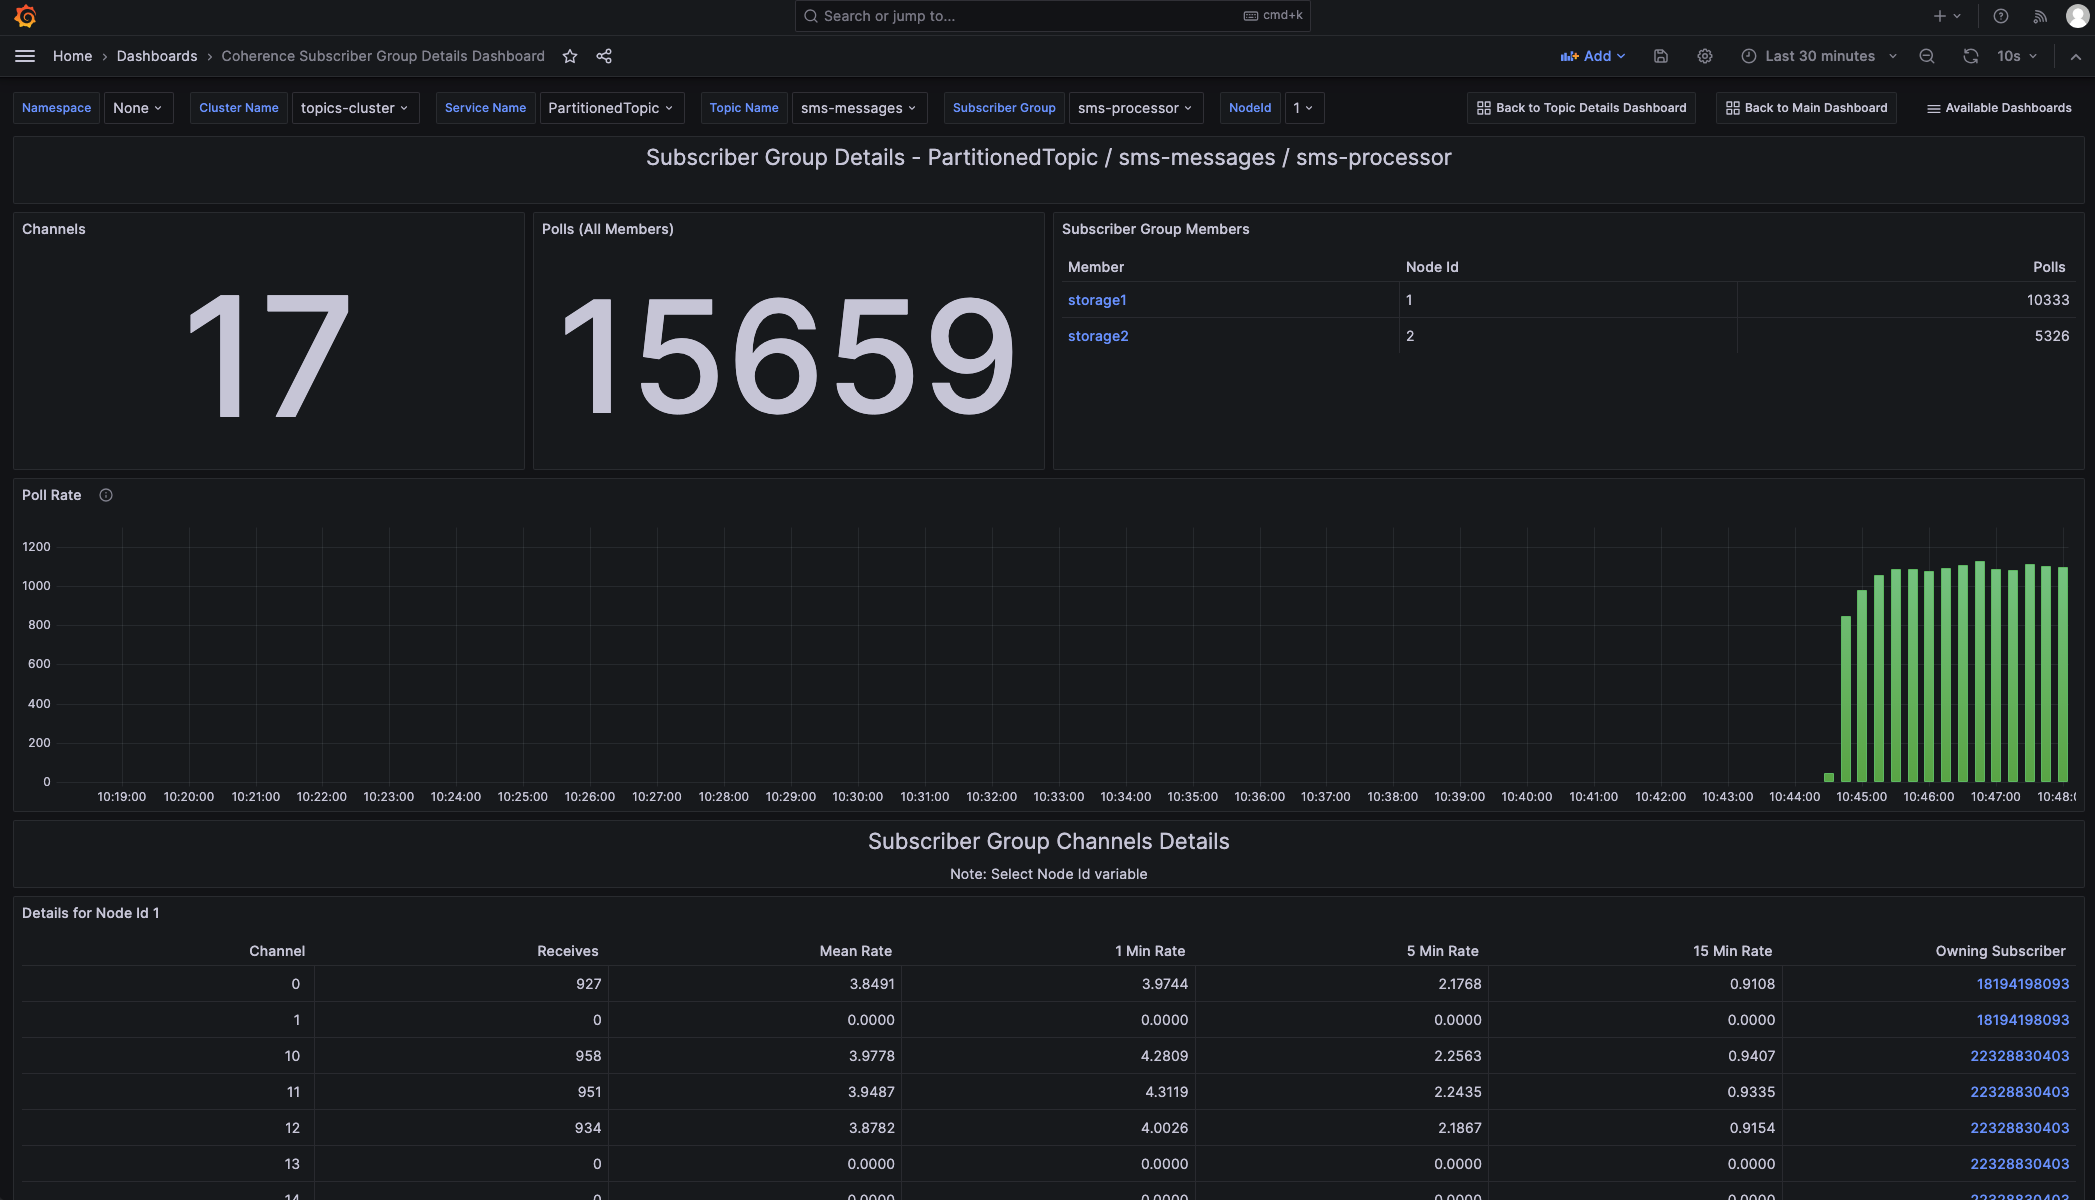 Search or jump to... cmd+k
Home › Dashboards › Coherence Subscriber Group Details Dashboard Add Last 30 minutes 10s
Namespace None Cluster Name topics-cluster Service Name PartitionedTopic Topic Name sms-messages Subscriber Group sms-processor NodeId 1 Back to Topic Details Dashboard Back to Main Dashboard Available Dashboards
Subscriber Group Details - PartitionedTopic / sms-messages / sms-processor
Channels
17
Polls (All Members)
15659
Subscriber Group Members
Member Node Id Polls
storage1 1 10333
storage2 2 5326
Poll Rate
1200
1000
800
600
400
200
0
10:19:00 10:20:00 10:21:00 10:22:00 10:23:00 10:24:00 10:25:00 10:26:00 10:27:00 10:28:00 10:29:00 10:30:00 10:31:00 10:32:00 10:33:00 10:34:00 10:35:00 10:36:00 10:37:00 10:38:00 10:39:00 10:40:00 10:41:00 10:42:00 10:43:00 10:44:00 10:45:00 10:46:00 10:47:00 10:48:
Subscriber Group Channels Details
Note: Select Node Id variable
Details for Node Id 1
Channel Receives Mean Rate 1 Min Rate 5 Min Rate 15 Min Rate Owning Subscriber
0 927 3.8491 3.9744 2.1768 0.9108 18194198093
1 0 0.0000 0.0000 0.0000 0.0000 18194198093
10 958 3.9778 4.2809 2.2563 0.9407 22328830403
11 951 3.9487 4.3119 2.2435 0.9335 22328830403
12 934 3.8782 4.0026 2.1867 0.9154 22328830403
13 0 0.0000 0.0000 0.0000 0.0000 22328830403
14 0 0.0000 0.0000 0.0000 0.0000 22328830403